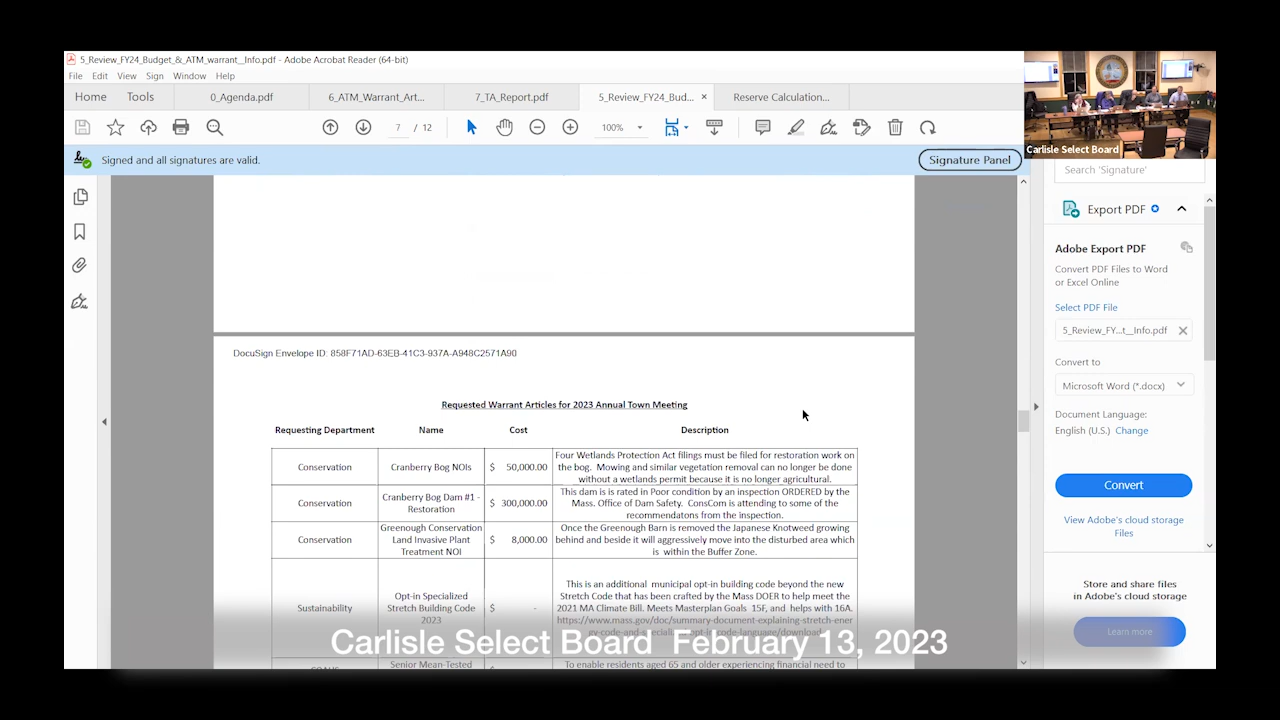 5_Review_FY24_Budget_&_ATM_warrant__Info.pdf - Adobe Acrobat Reader (64-bit)
File Edit View Sign Window Help
Home Tools 0_Agenda.pdf 0_ATM_Warrant_Art... 7_TA_Report.pdf 5_Review_FY24_Bud... × Reserve Calculation...
7 / 12 100%
Signed and all signatures are valid. Signature Panel
Carlisle Select Board
Search 'Signature'
Export PDF
Adobe Export PDF
Convert PDF Files to Word
or Excel Online
Select PDF File
5_Review_FY...t__Info.pdf
Convert to
Microsoft Word (*.docx)
Document Language:
English (U.S.) Change
Convert
View Adobe's cloud storage
Files
Store and share files
in Adobe's cloud storage
Learn more
DocuSign Envelope ID: 858F71AD-63EB-41C3-937A-A948C2571A90
Requested Warrant Articles for 2023 Annual Town Meeting
Requesting Department Name Cost Description
Conservation Cranberry Bog NOIs $ 50,000.00
Four Wetlands Protection Act filings must be filed for restoration work on
the bog. Mowing and similar vegetation removal can no longer be done
without a wetlands permit because it is no longer agricultural.
Conservation
Cranberry Bog Dam #1 -
Restoration
$ 300,000.00
This dam is is rated in Poor condition by an inspection ORDERED by the
Mass. Office of Dam Safety. ConsCom is attending to some of the
recommendatons from the inspection.
Conservation
Greenough Conservation
Land Invasive Plant
Treatment NOI
$ 8,000.00
Once the Greenough Barn is removed the Japanese Knotweed growing
behind and beside it will aggressively move into the disturbed area which
is within the Buffer Zone.
Sustainability
Opt-in Specialized
Stretch Building Code
2023
$ -
This is an additional municipal opt-in building code beyond the new
Stretch Code that has been crafted by the Mass DOER to help meet the
2021 MA Climate Bill. Meets Masterplan Goals 15F, and helps with 16A.
https://www.mass.gov/doc/summary-document-explaining-stretch-ener
Senior Mean-Tested
To enable residents aged 65 and older experiencing financial need to
Carlisle Select Board February 13, 2023